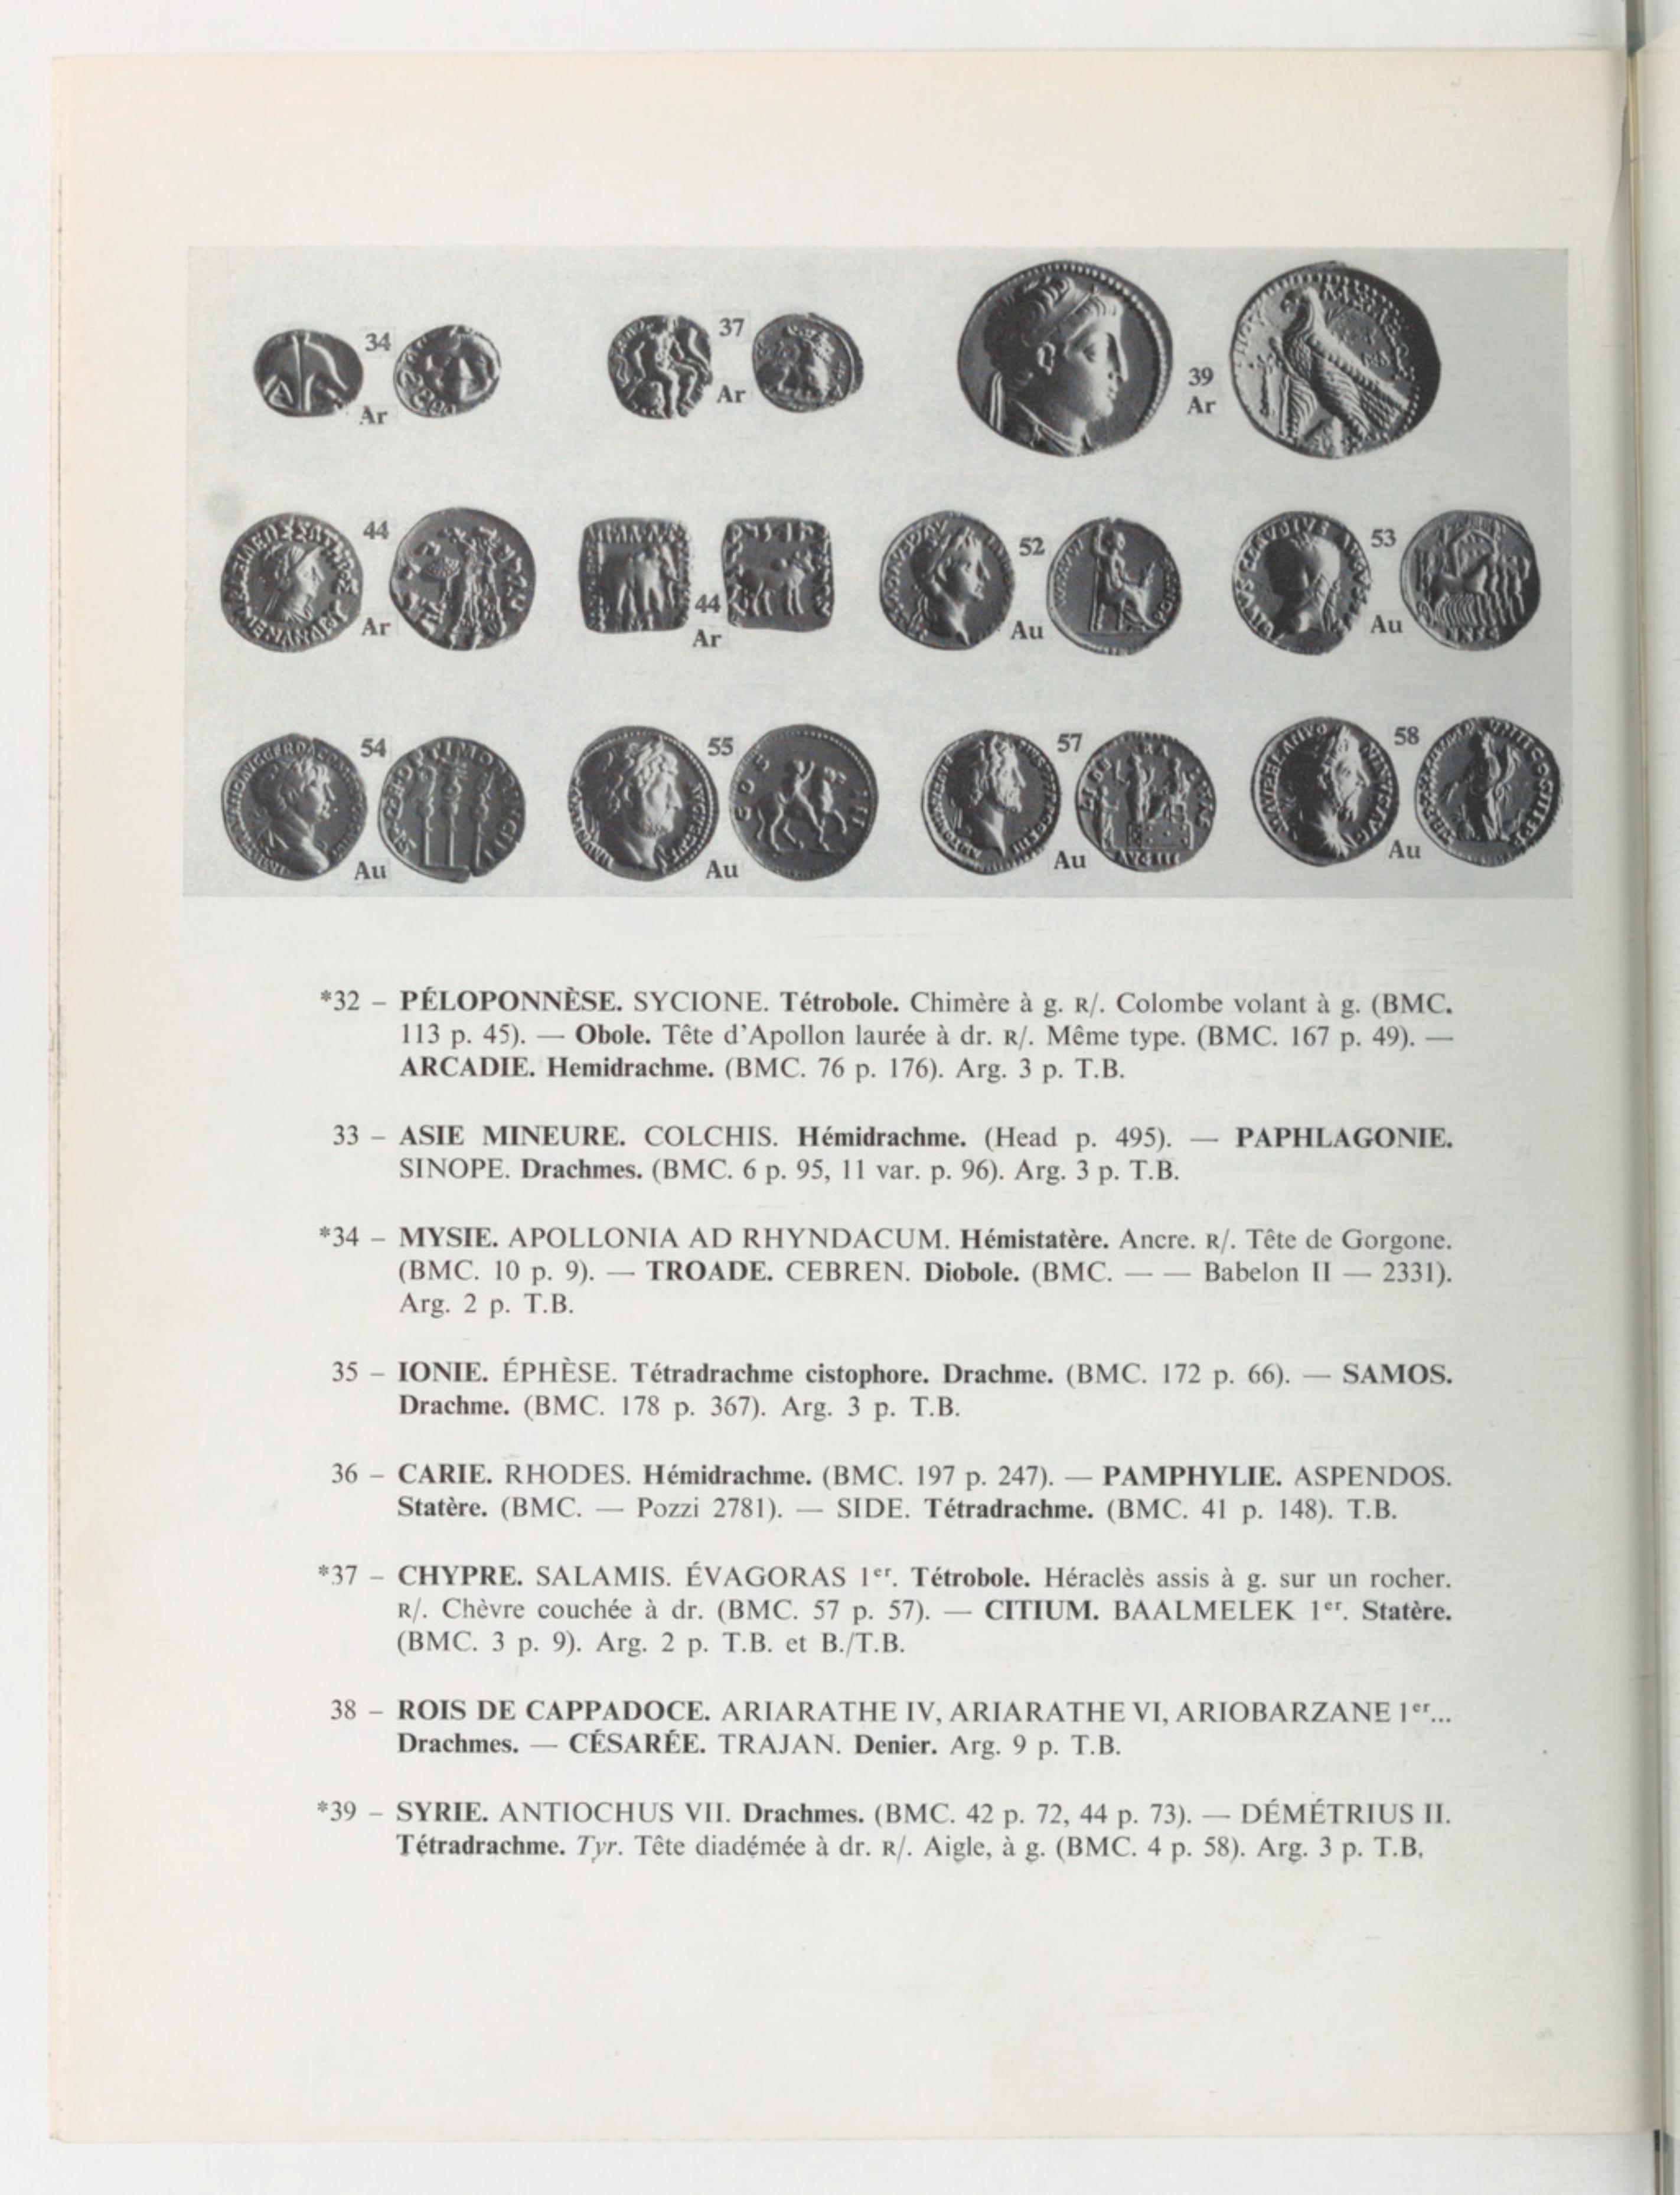 34
Ar
37
Ar
39
Ar
44
Ar
44
Ar
52
Au
53
Au
54
Au
55
Au
57
Au
58
Au
*32 – PÉLOPONNÈSE. SYCIONE. Tétrobole. Chimère à g. R/. Colombe volant à g. (BMC.
113 p. 45). — Obole. Tête d'Apollon laurée à dr. R/. Même type. (BMC. 167 p. 49). —
ARCADIE. Hemidrachme. (BMC. 76 p. 176). Arg. 3 p. T.B.
33 – ASIE MINEURE. COLCHIS. Hémidrachme. (Head p. 495). — PAPHLAGONIE.
SINOPE. Drachmes. (BMC. 6 p. 95, 11 var. p. 96). Arg. 3 p. T.B.
*34 – MYSIE. APOLLONIA AD RHYNDACUM. Hémistatère. Ancre. R/. Tête de Gorgone.
(BMC. 10 p. 9). — TROADE. CEBREN. Diobole. (BMC. — — Babelon II — 2331).
Arg. 2 p. T.B.
35 – IONIE. ÉPHÈSE. Tétradrachme cistophore. Drachme. (BMC. 172 p. 66). — SAMOS.
Drachme. (BMC. 178 p. 367). Arg. 3 p. T.B.
36 – CARIE. RHODES. Hémidrachme. (BMC. 197 p. 247). — PAMPHYLIE. ASPENDOS.
Statère. (BMC. — Pozzi 2781). — SIDE. Tétradrachme. (BMC. 41 p. 148). T.B.
*37 – CHYPRE. SALAMIS. ÉVAGORAS 1er. Tétrobole. Héraclès assis à g. sur un rocher.
R/. Chèvre couchée à dr. (BMC. 57 p. 57). — CITIUM. BAALMELEK 1er. Statère.
(BMC. 3 p. 9). Arg. 2 p. T.B. et B./T.B.
38 – ROIS DE CAPPADOCE. ARIARATHE IV, ARIARATHE VI, ARIOBARZANE 1er...
Drachmes. — CÉSARÉE. TRAJAN. Denier. Arg. 9 p. T.B.
*39 – SYRIE. ANTIOCHUS VII. Drachmes. (BMC. 42 p. 72, 44 p. 73). — DÉMÉTRIUS II.
Tétradrachme. Tyr. Tête diadémée à dr. R/. Aigle, à g. (BMC. 4 p. 58). Arg. 3 p. T.B.